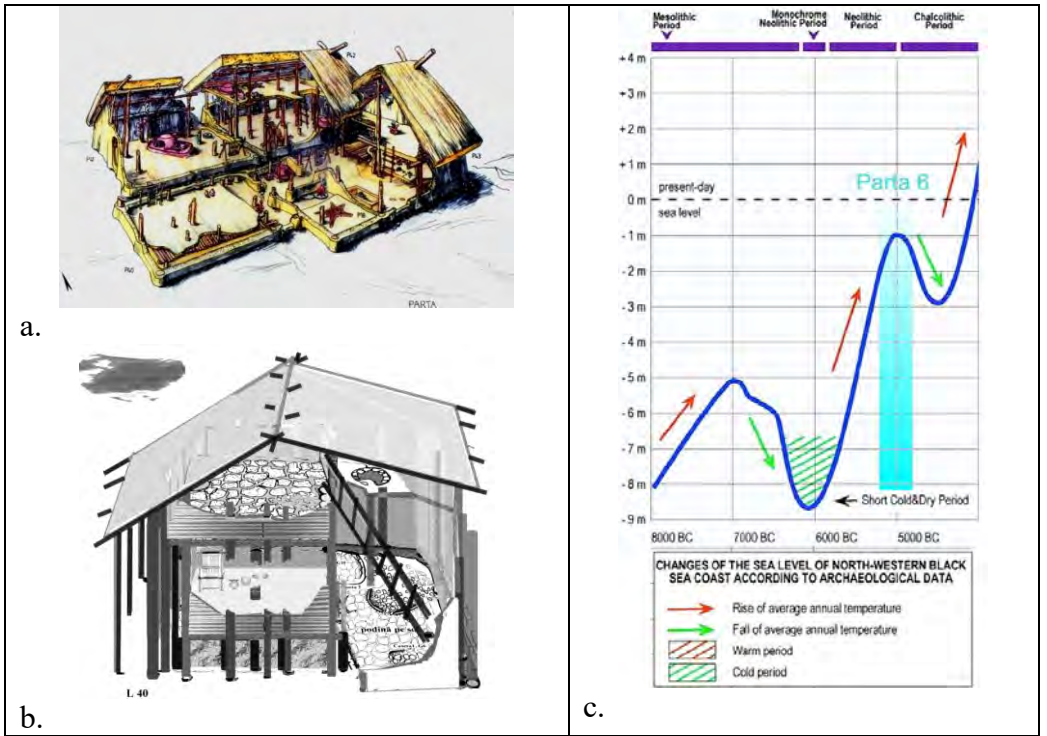 PARTA
a.
podină pe sol
L 40
b.
Mesolithic
Period
Monochrome
Neolithic Period
Neolithic
Period
Chalcolithic
Period
+4 m
+3 m
+2 m
+1 m
present-day
0 m
sea level
Parta 6
-1 m
-2 m
-3 m
-4 m
-5 m
-6 m
-7 m
-8 m
Short Cold&Dry Period
-9 m
8000 BC 7000 BC 6000 BC 5000 BC
CHANGES OF THE SEA LEVEL OF NORTH-WESTERN BLACK
SEA COAST ACCORDING TO ARCHAEOLOGICAL DATA
Rise of average annual temperature
Fall of average annual temperature
Warm period
Cold period
c.